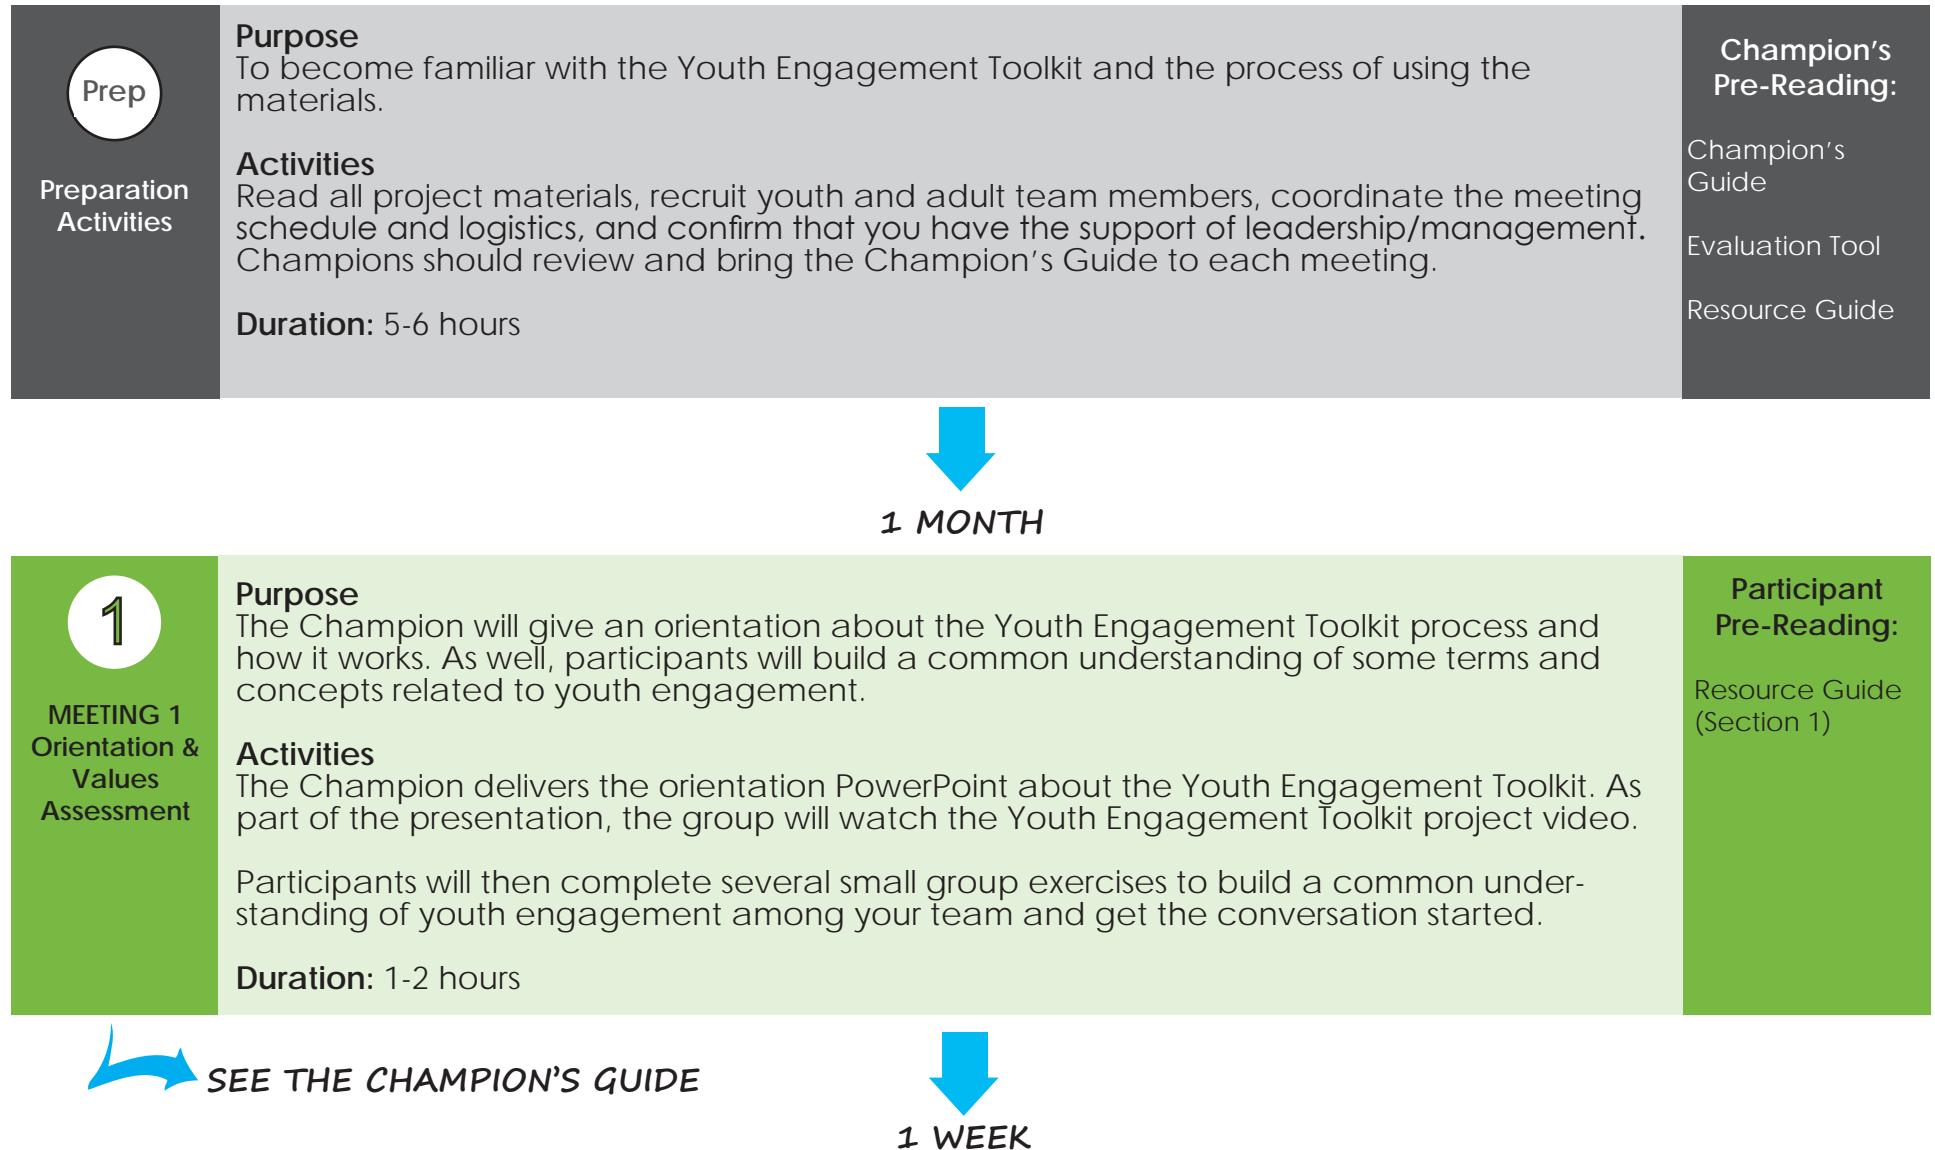 Prep
Preparation
Activities
Purpose
To become familiar with the Youth Engagement Toolkit and the process of using the
materials.
Activities
Read all project materials, recruit youth and adult team members, coordinate the meeting
schedule and logistics, and confirm that you have the support of leadership/management.
Champions should review and bring the Champion's Guide to each meeting.
Duration: 5-6 hours
Champion's
Pre-Reading:
Champion's
Guide
Evaluation Tool
Resource Guide
1 MONTH
1
MEETING 1
Orientation &
Values
Assessment
Purpose
The Champion will give an orientation about the Youth Engagement Toolkit process and
how it works. As well, participants will build a common understanding of some terms and
concepts related to youth engagement.
Activities
The Champion delivers the orientation PowerPoint about the Youth Engagement Toolkit. As
part of the presentation, the group will watch the Youth Engagement Toolkit project video.
Participants will then complete several small group exercises to build a common under-
standing of youth engagement among your team and get the conversation started.
Duration: 1-2 hours
Participant
Pre-Reading:
Resource Guide
(Section 1)
SEE THE CHAMPION'S GUIDE
1 WEEK